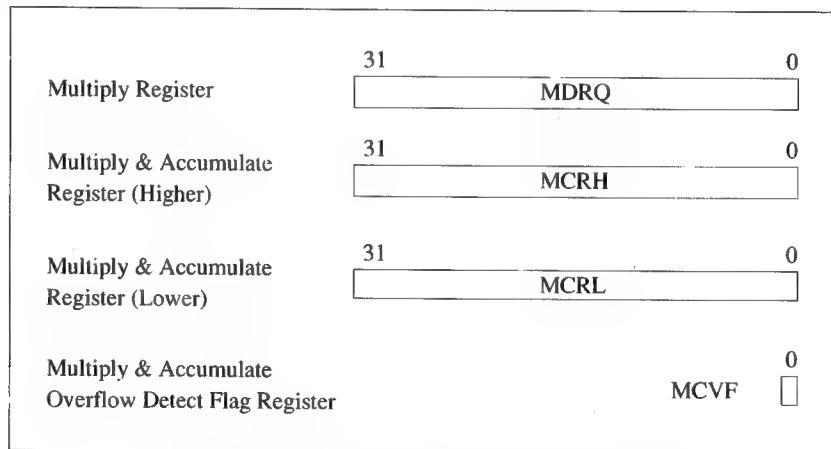 31 0
Multiply Register MDRQ
31 0
Multiply & Accumulate
Register (Higher) MCRH
31 0
Multiply & Accumulate
Register (Lower) MCRL
0
Multiply & Accumulate
Overflow Detect Flag Register MCVF